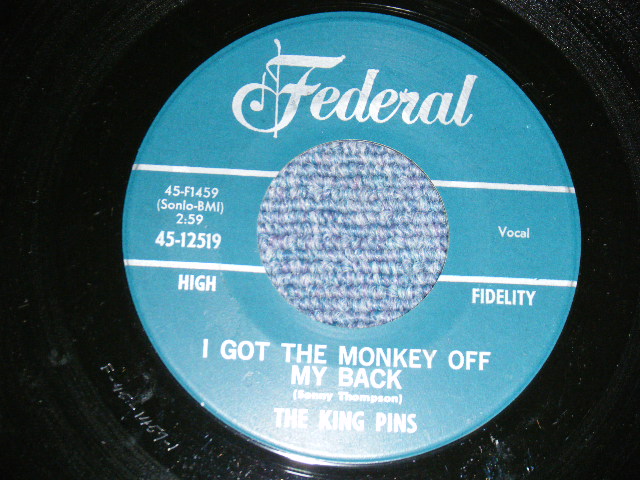 Federal
45-F1459
(Sonlo-BMI)
2:59
45-12519
Vocal
HIGH
FIDELITY
I GOT THE MONKEY OFF
MY BACK
(Sonny Thompson)
THE KING PINS